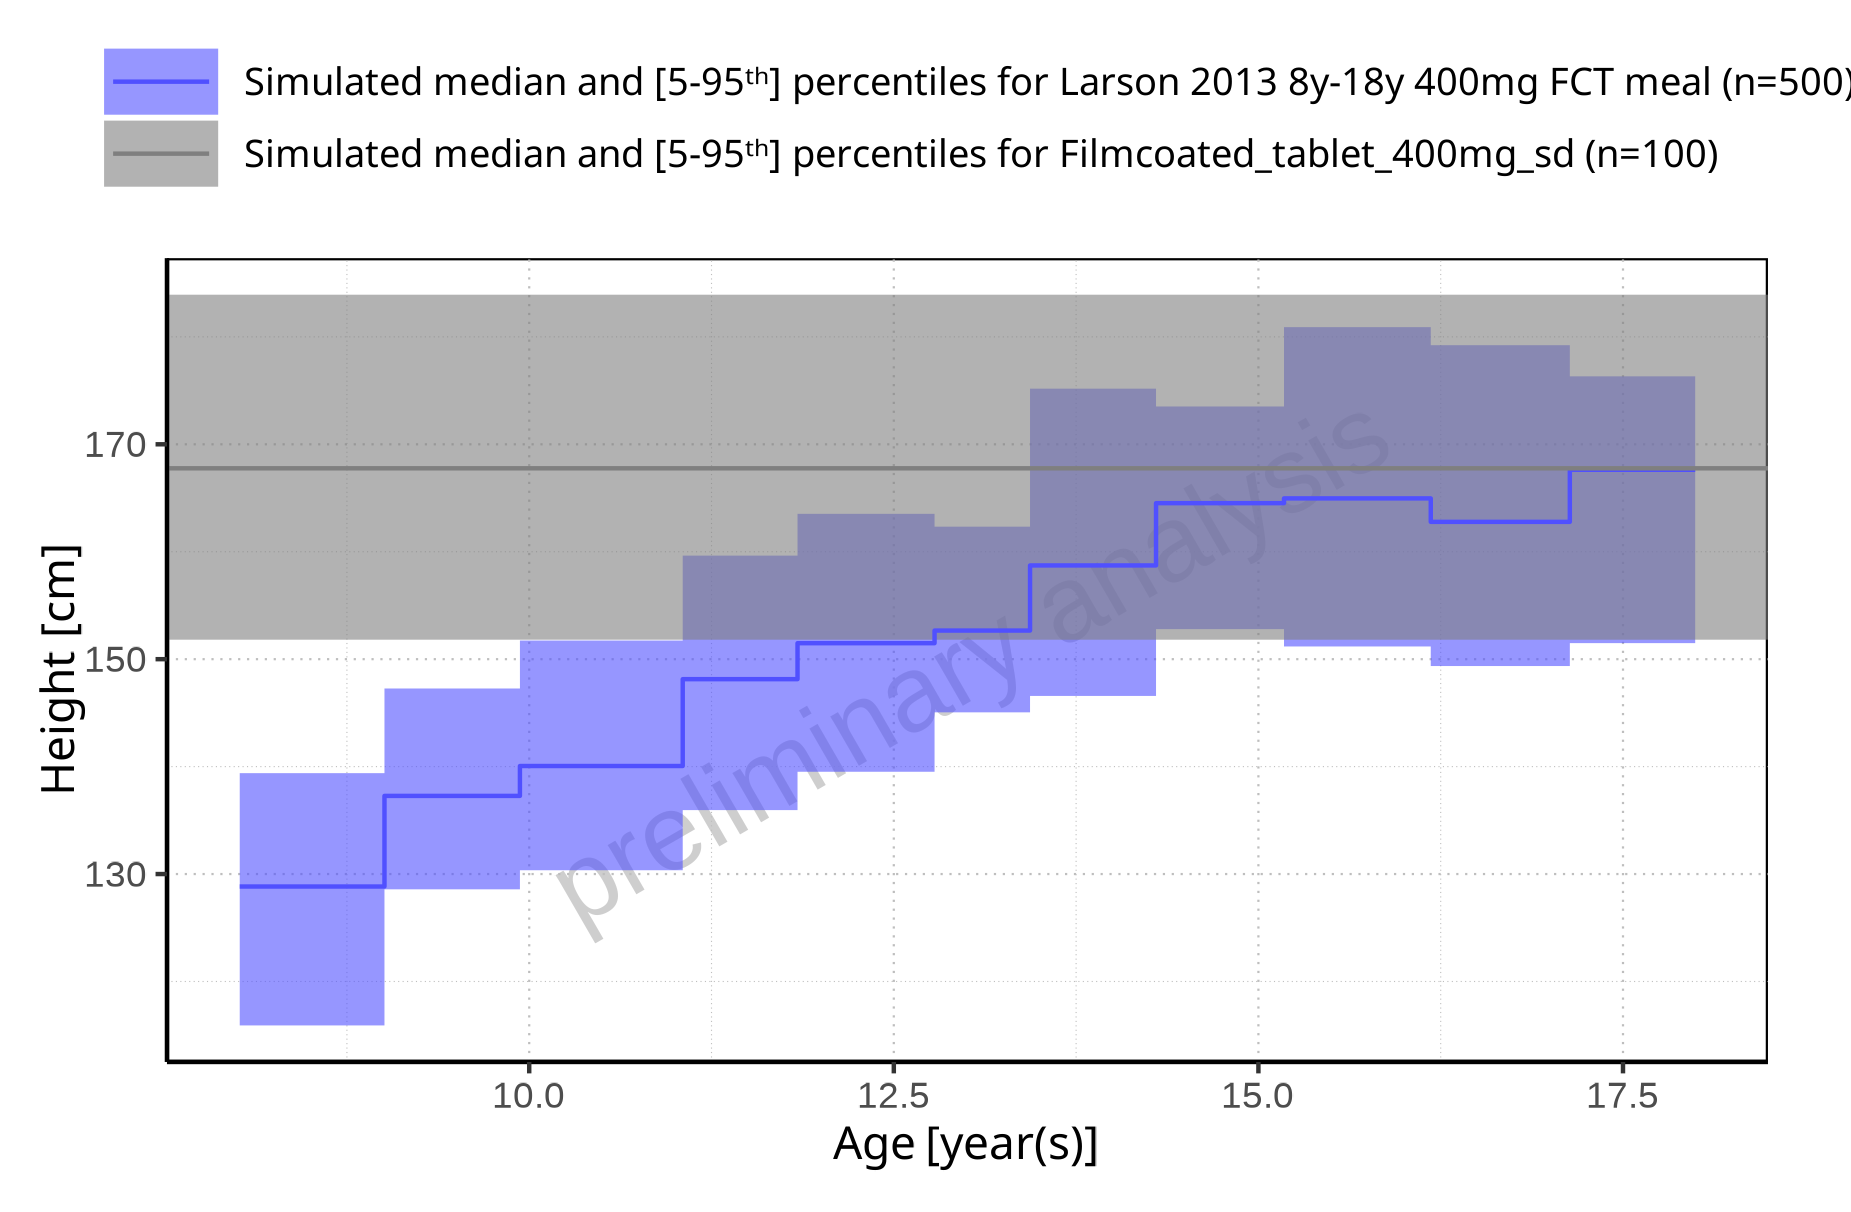 Simulated median and [5-95ᵗʰ] percentiles for Larson 2013 8y-18y 400mg FCT meal (n=500)
Simulated median and [5-95ᵗʰ] percentiles for Filmcoated_tablet_400mg_sd (n=100)
170
150
130
Height [cm]
preliminary analysis
10.0 12.5 15.0 17.5
Age [year(s)]